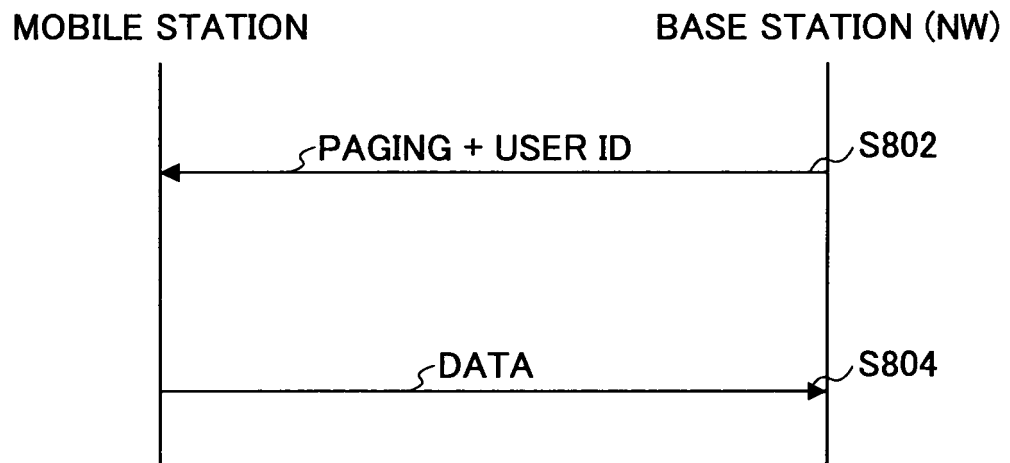 MOBILE STATION
BASE STATION (NW)
PAGING + USER ID
S802
DATA
S804